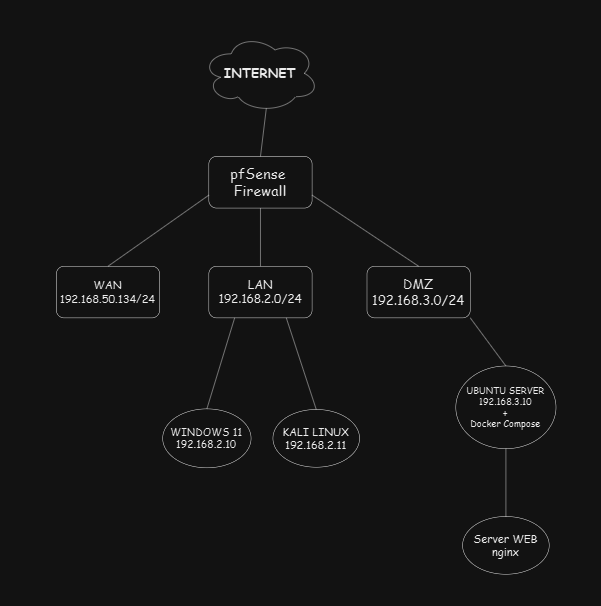 INTERNET
pfSense
Firewall
WAN
192.168.50.134/24
LAN
192.168.2.0/24
DMZ
192.168.3.0/24
WINDOWS 11
192.168.2.10
KALI LINUX
192.168.2.11
UBUNTU SERVER
192.168.3.10
+
Docker Compose
Server WEB
nginx